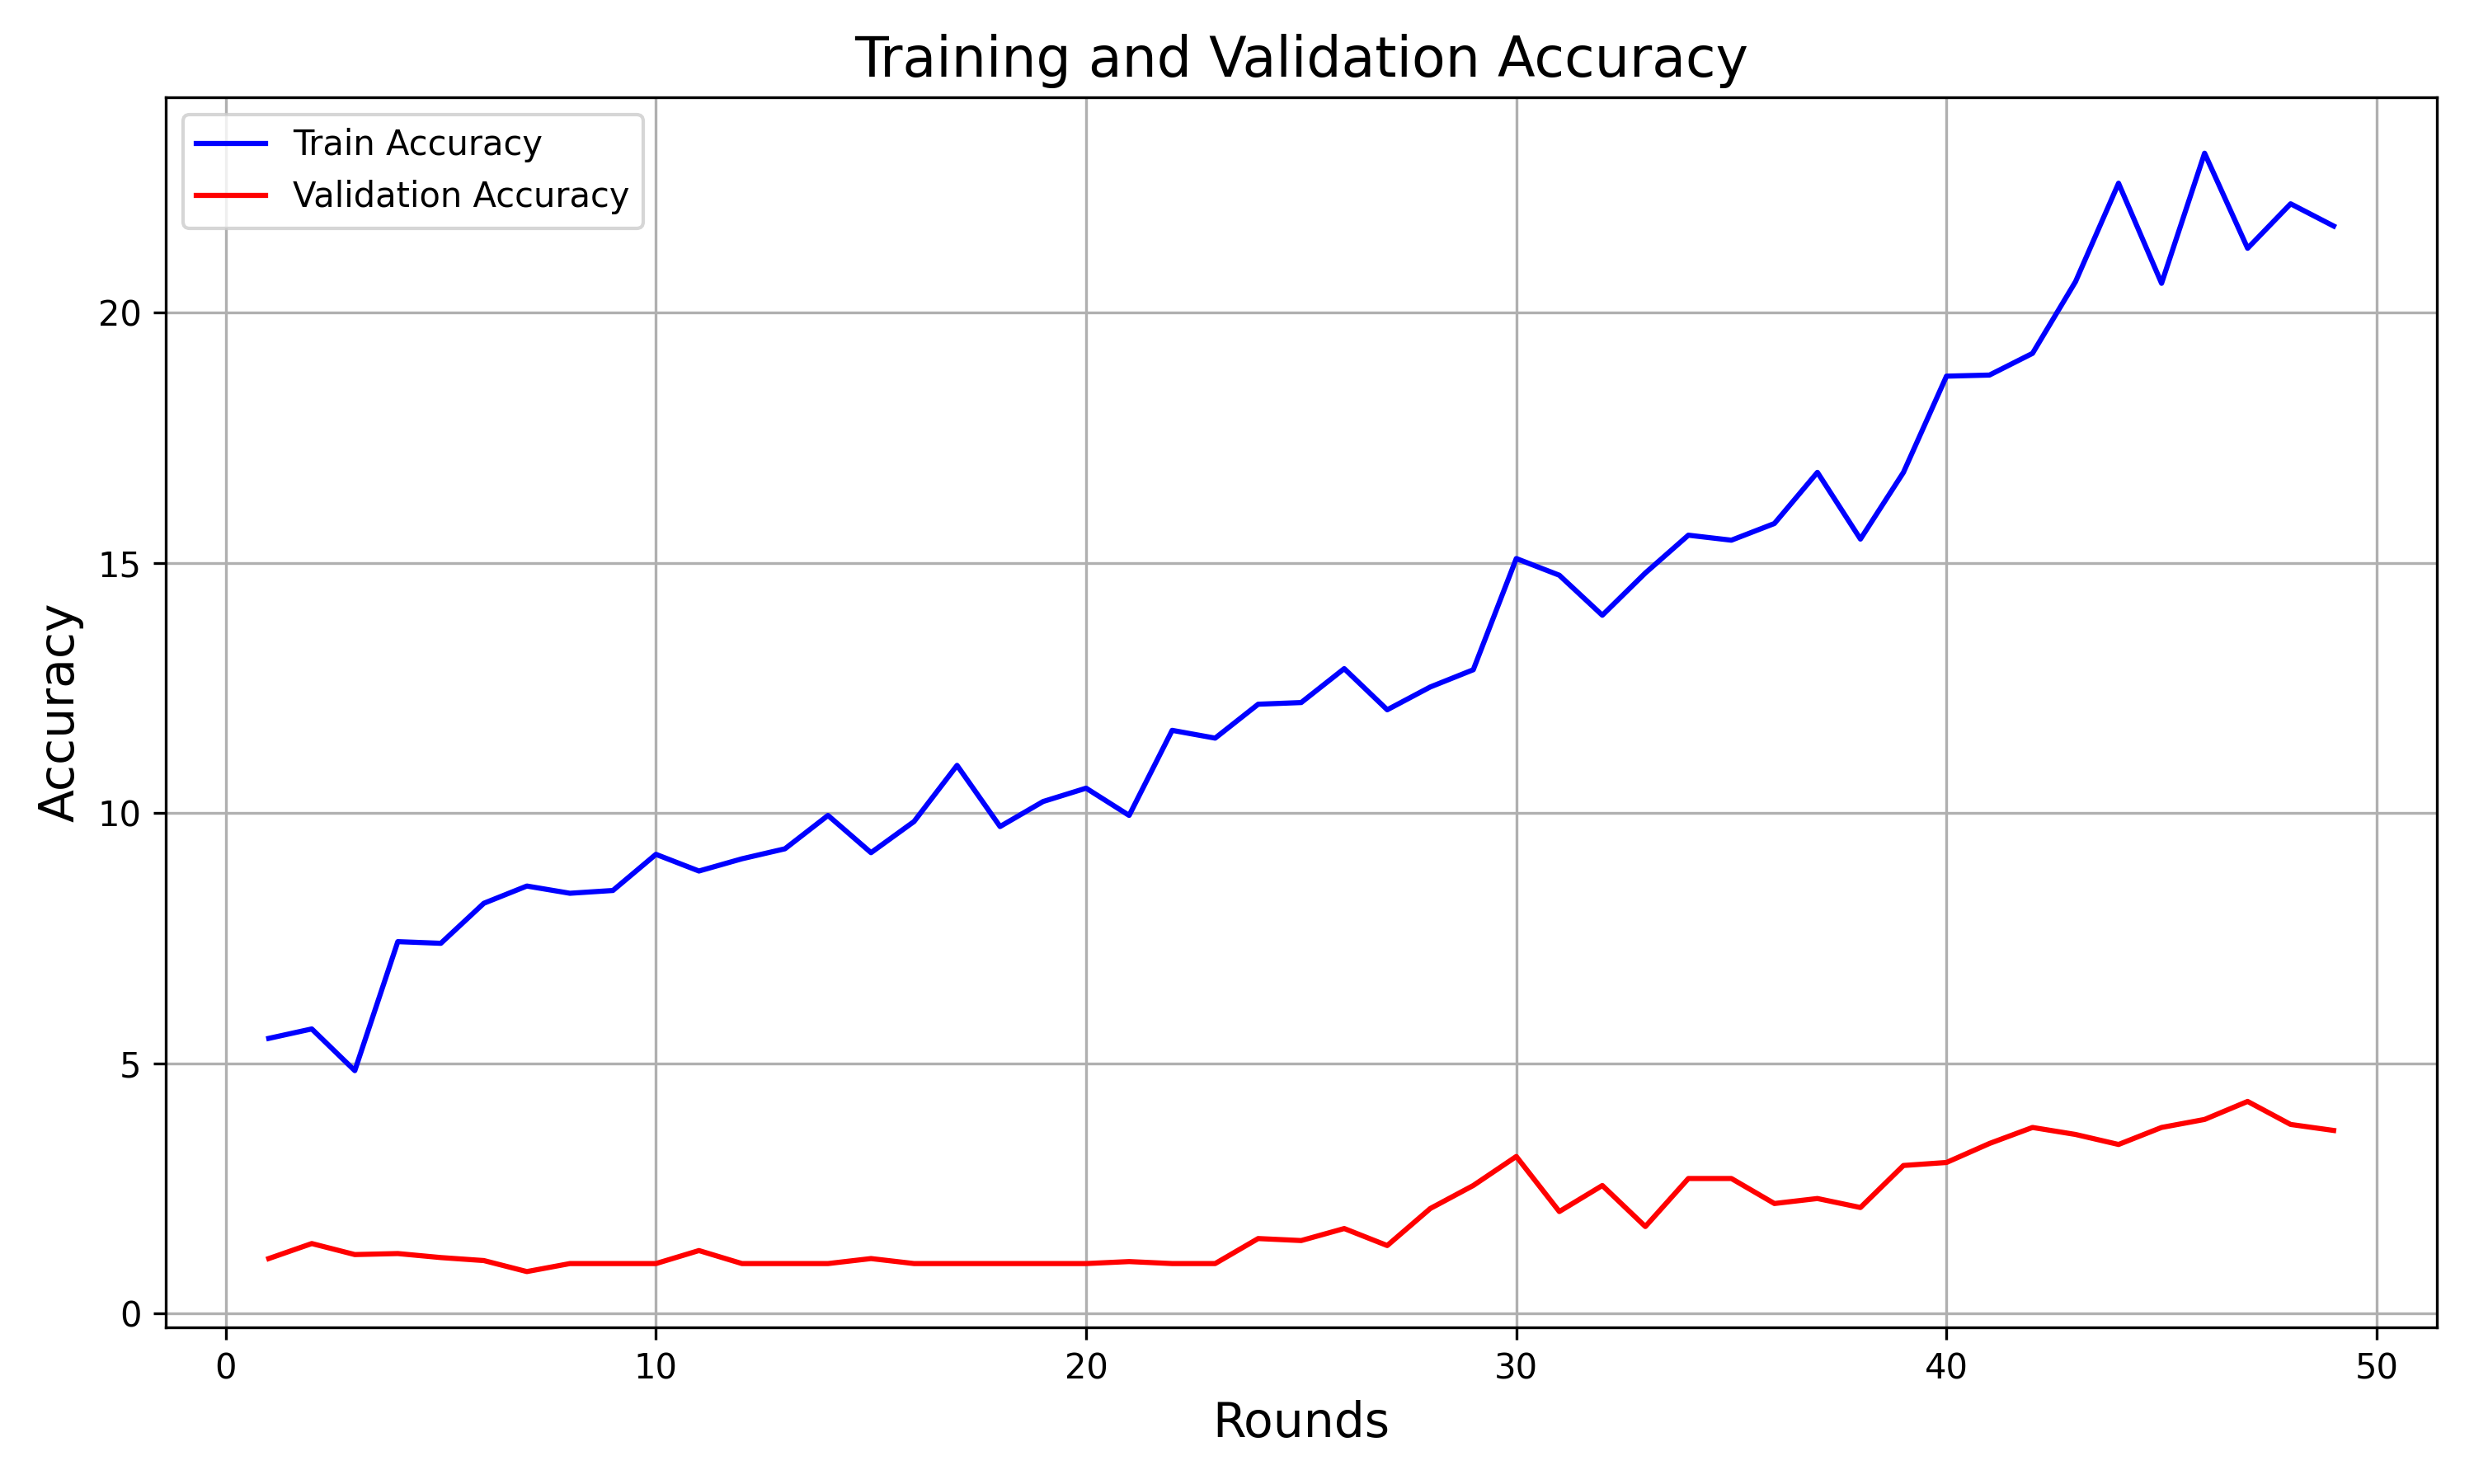 Training and Validation Accuracy
Train Accuracy
Validation Accuracy
Accuracy
20
15
10
5
0
0 10 20 30 40 50
Rounds